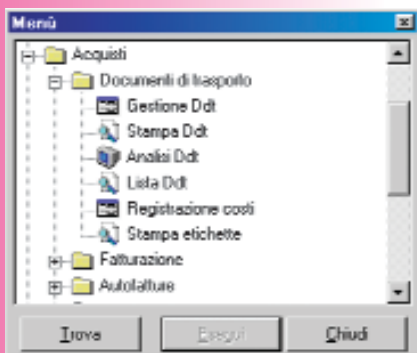 Menù
Acquisti
Documenti di trasporto
Gestione Ddt
Stampa Ddt
Analisi Ddt
Lista Ddt
Registrazione costi
Stampa etichette
Fatturazione
Autofatture
Trova Esegui Chiudi